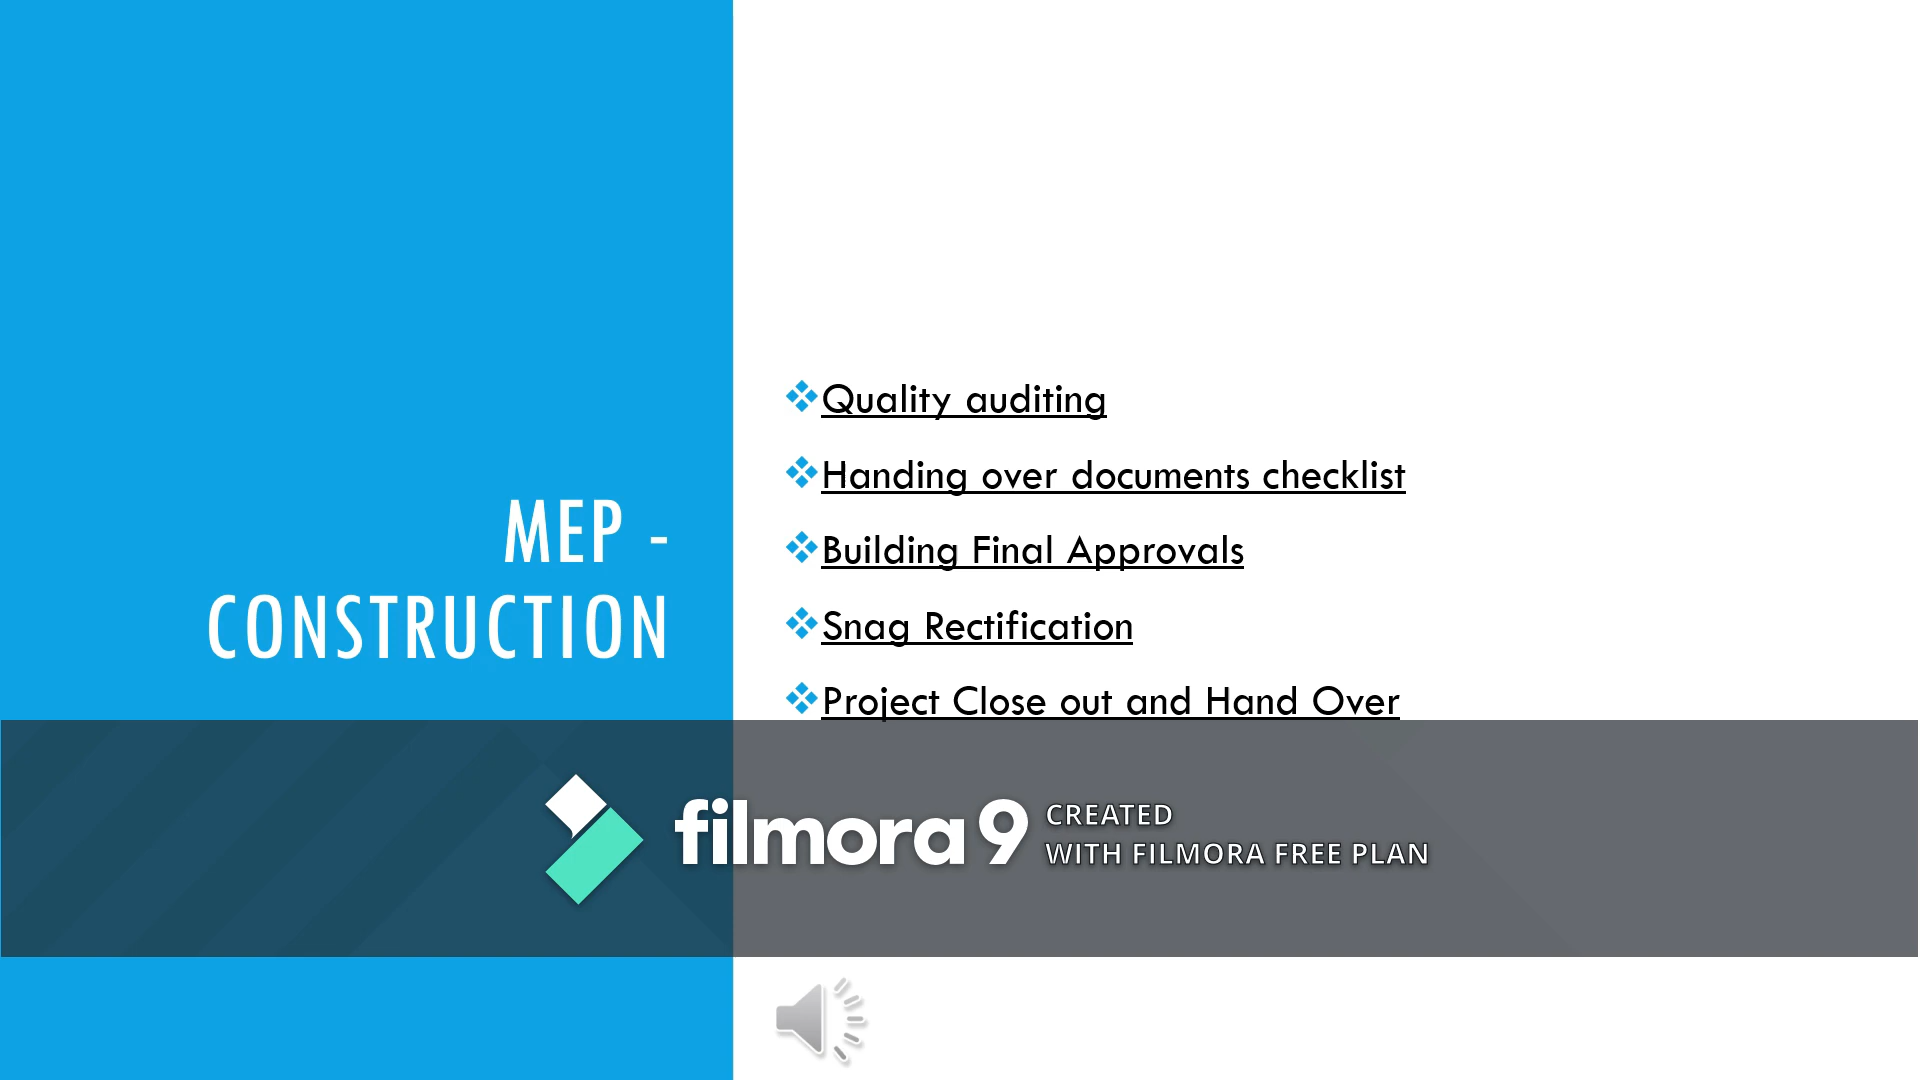 MEP -
CONSTRUCTION
Quality auditing
Handing over documents checklist
Building Final Approvals
Snag Rectification
Project Close out and Hand Over
filmora 9
CREATED
WITH FILMORA FREE PLAN